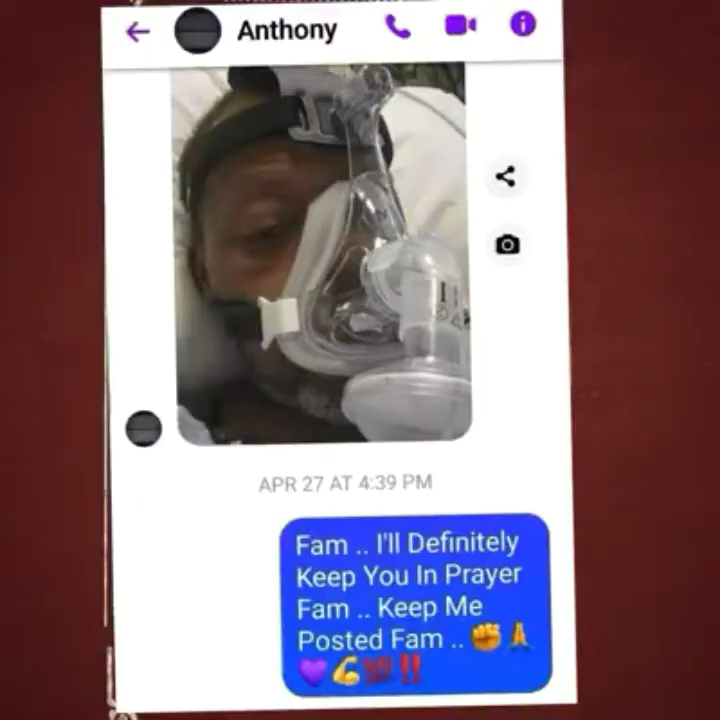 Anthony
APR 27 AT 4:39 PM
Fam .. I'll Definitely
Keep You In Prayer
Fam .. Keep Me
Posted Fam .. ✊🙏
💜💪💯‼️